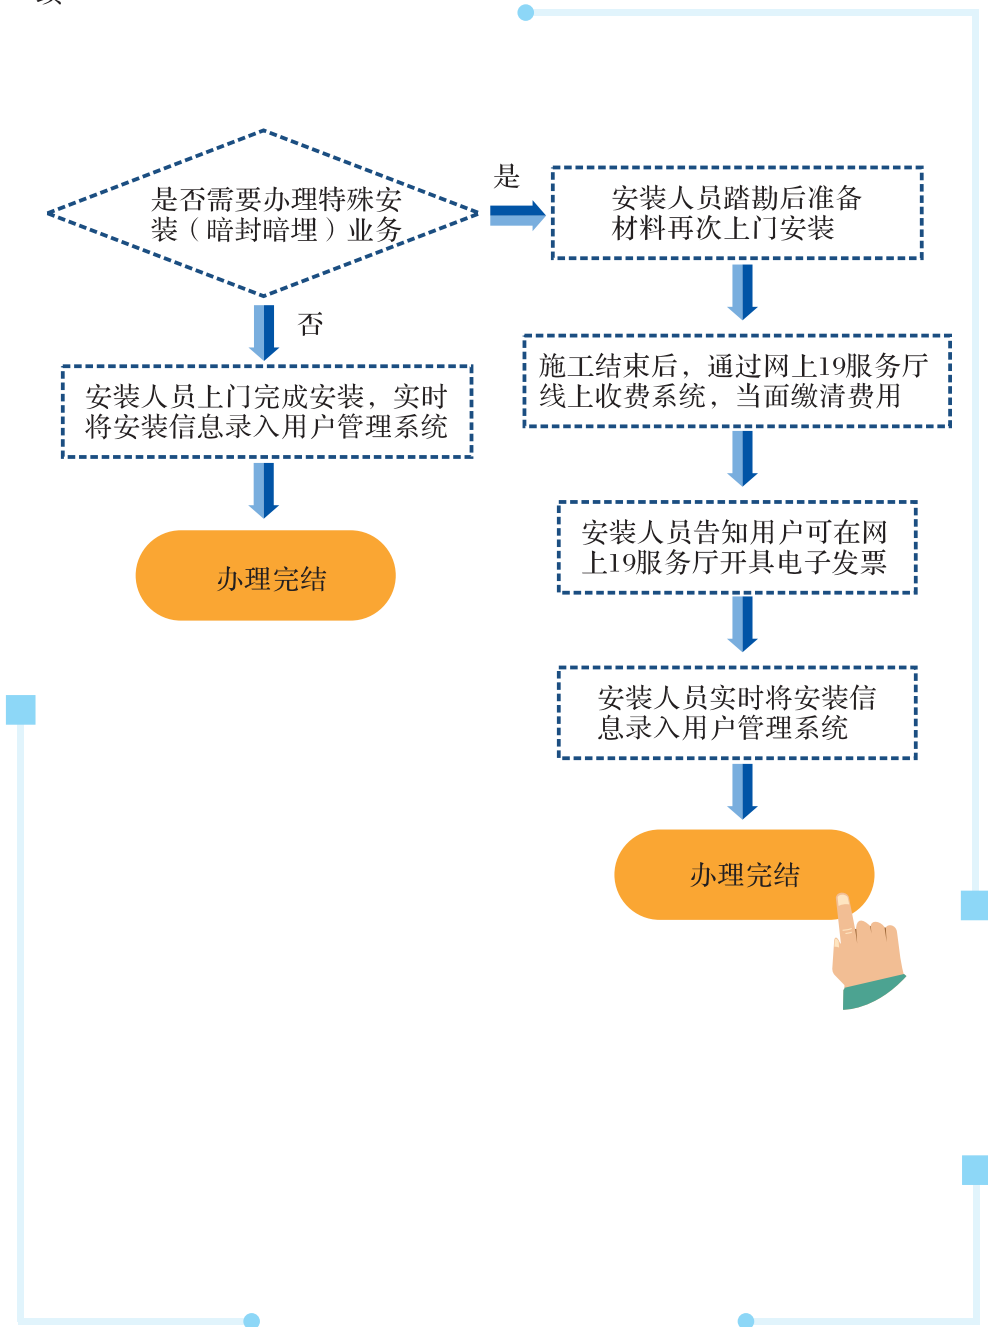 是否需要办理特殊安
装（暗封暗埋）业务
是
安装人员踏勘后准备
材料再次上门安装
否
安装人员上门完成安装，实时
将安装信息录入用户管理系统
办理完结
施工结束后，通过网上19服务厅
线上收费系统，当面缴清费用
安装人员告知用户可在网
上19服务厅开具电子发票
安装人员实时将安装信
息录入用户管理系统
办理完结